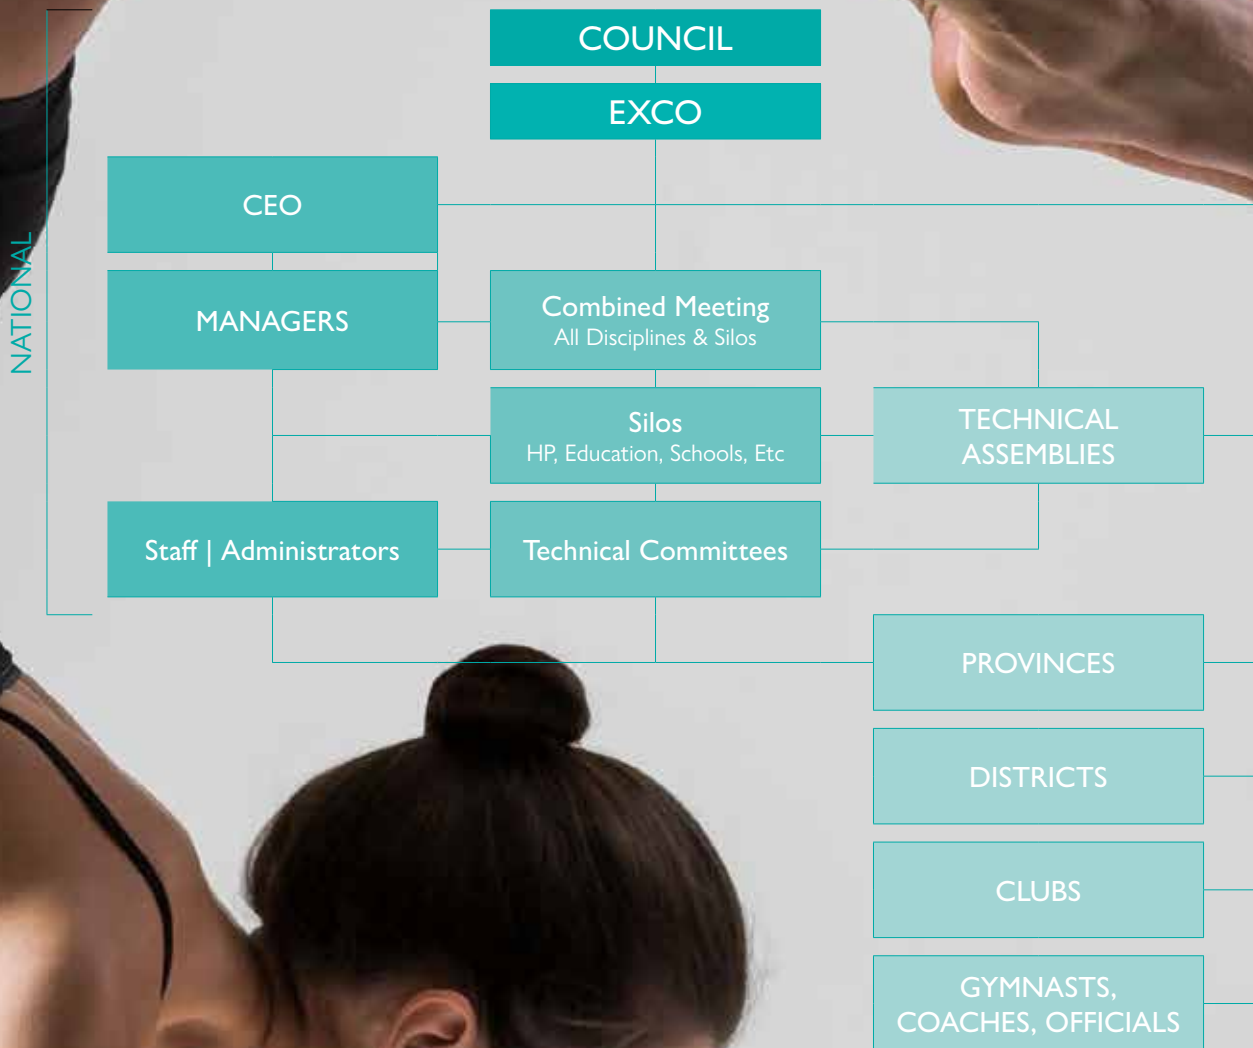 COUNCIL
EXCO
CEO
NATIONAL
MANAGERS
Combined Meeting
All Disciplines & Silos
Silos
HP, Education, Schools, Etc
TECHNICAL
ASSEMBLIES
Staff | Administrators
Technical Committees
PROVINCES
DISTRICTS
CLUBS
GYMNASTS,
COACHES, OFFICIALS